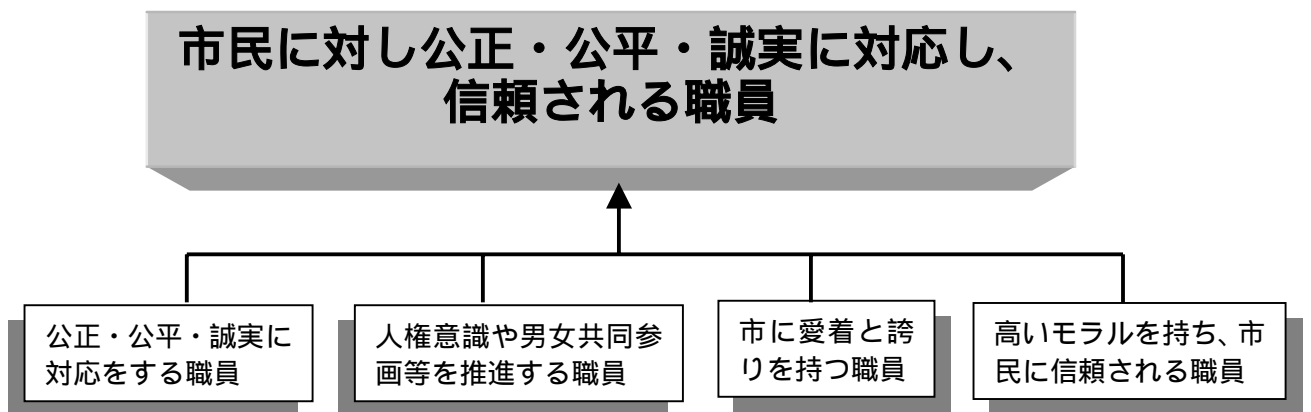 市民に対し公正・公平・誠実に対応し、
信頼される職員
公正・公平・誠実に
対応をする職員
人権意識や男女共同参
画等を推進する職員
市に愛着と誇
りを持つ職員
高いモラルを持ち、市
民に信頼される職員